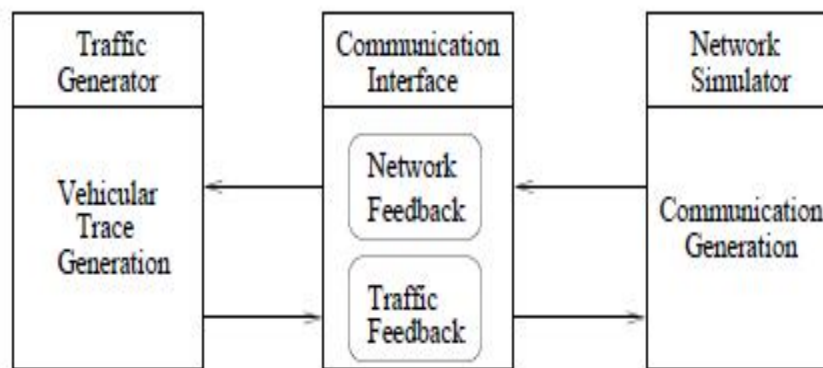 Traffic
Generator
Vehicular
Trace
Generation
Communication
Interface
Network
Feedback
Traffic
Feedback
Network
Simulator
Communication
Generation